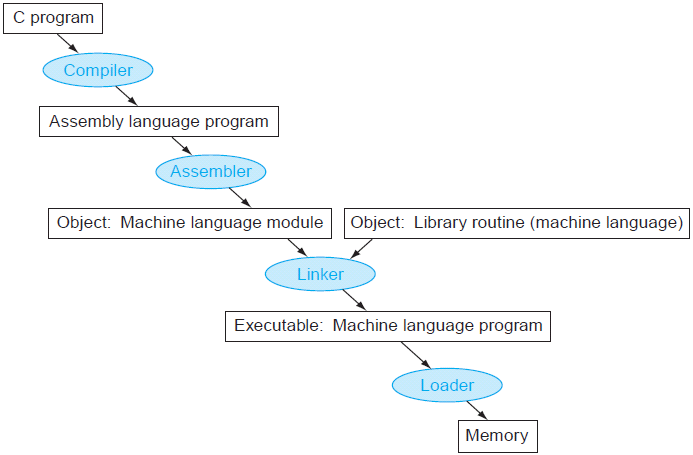 C program
Compiler
Assembly language program
Assembler
Object: Machine language module
Object: Library routine (machine language)
Linker
Executable: Machine language program
Loader
Memory